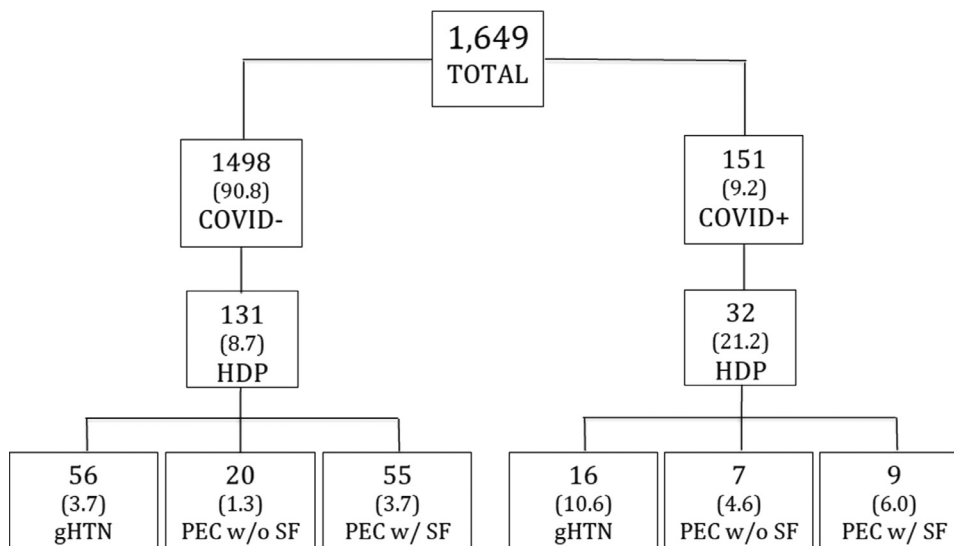 1,649
TOTAL
1498
(90.8)
COVID-
151
(9.2)
COVID+
131
(8.7)
HDP
32
(21.2)
HDP
56
(3.7)
gHTN
20
(1.3)
PEC w/o SF
55
(3.7)
PEC w/ SF
16
(10.6)
gHTN
7
(4.6)
PEC w/o SF
9
(6.0)
PEC w/ SF